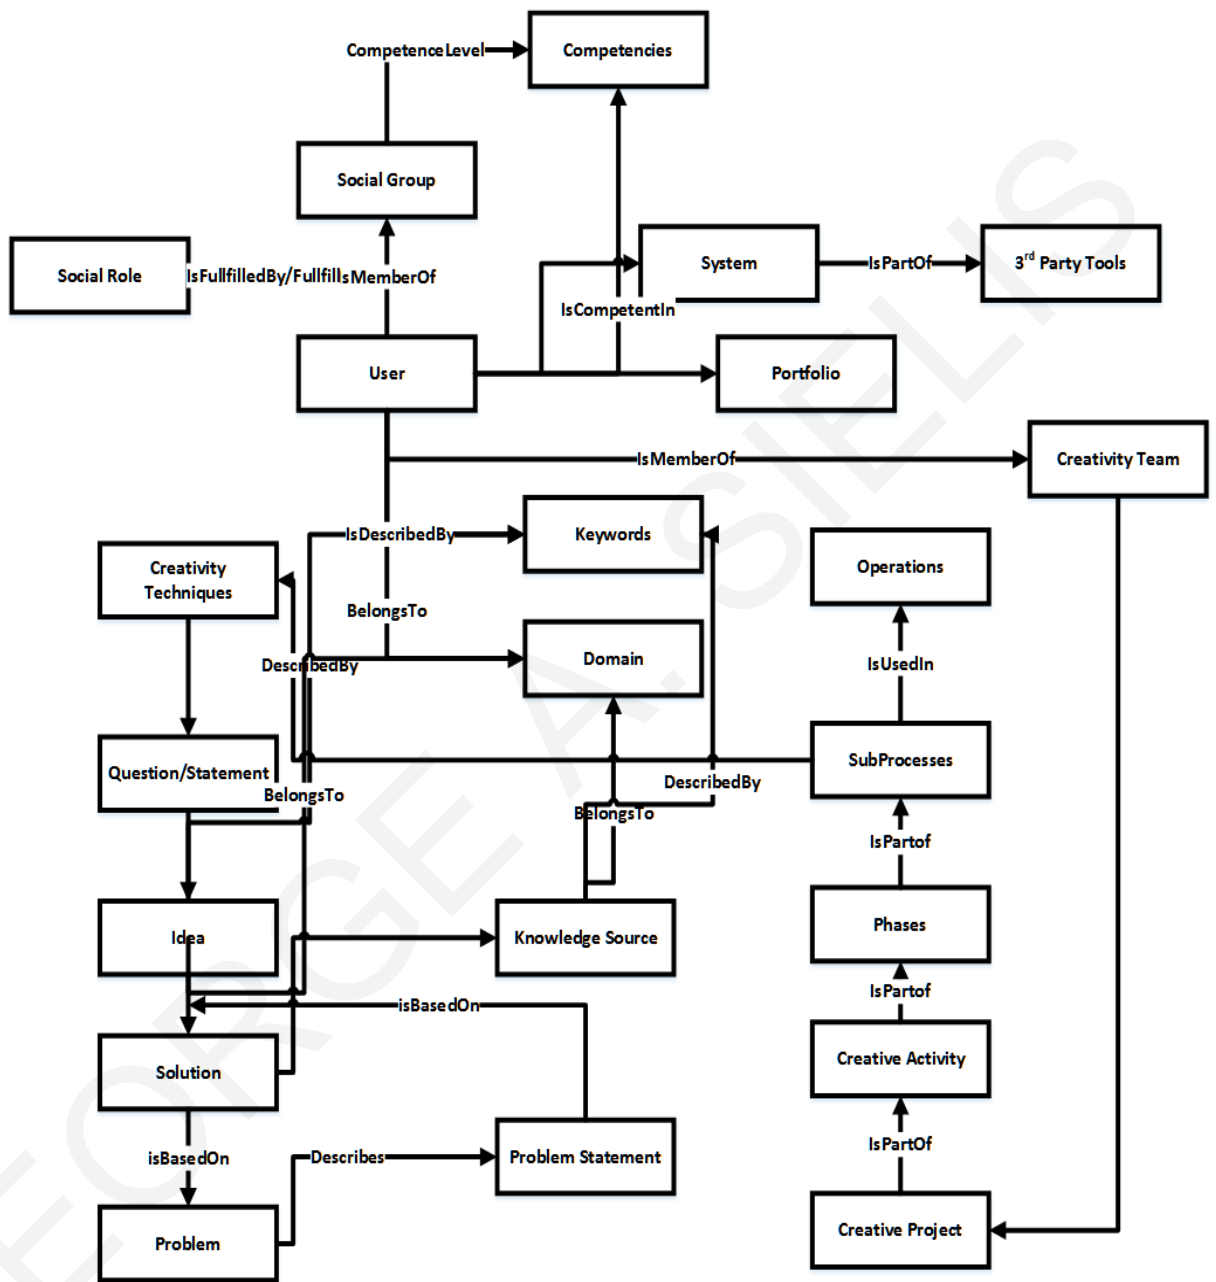 CompetenceLevel
Competencies
Social Group
Social Role
IsFullfilledBy/Fullfills
IsMemberOf
System
IsPartOf
3rd Party Tools
IsCompetentIn
User
Portfolio
IsMemberOf
Creativity Team
IsDescribedBy
Keywords
Creativity
Techniques
Operations
BelongsTo
DescribedBy
Domain
IsUsedIn
Question/Statement
SubProcesses
BelongsTo
DescribedBy
BelongsTo
IsPartof
Idea
Knowledge Source
Phases
IsPartof
isBasedOn
Solution
Creative Activity
isBasedOn
Describes
Problem Statement
IsPartOf
Problem
Creative Project
GEORGE A. SIELIS